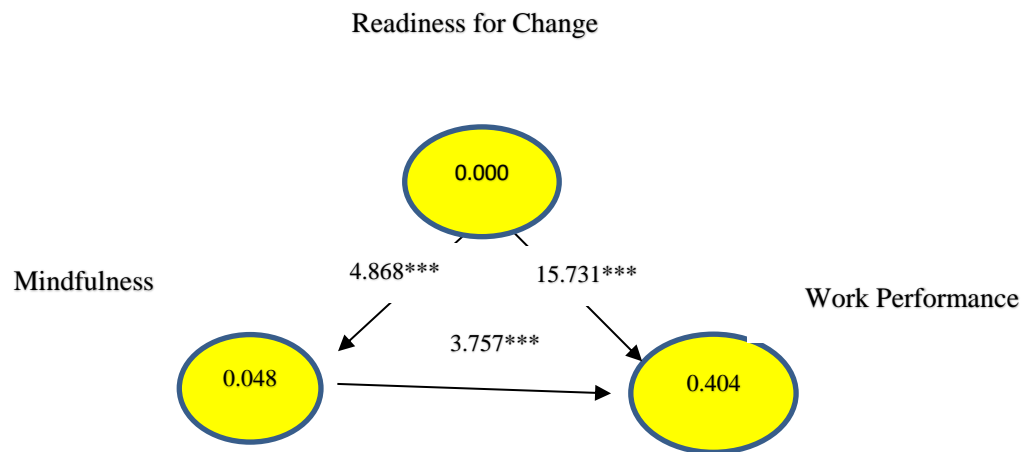 Readiness for Change
0.000
4.868***
15.731***
Mindfulness
Work Performance
3.757***
0.048
0.404